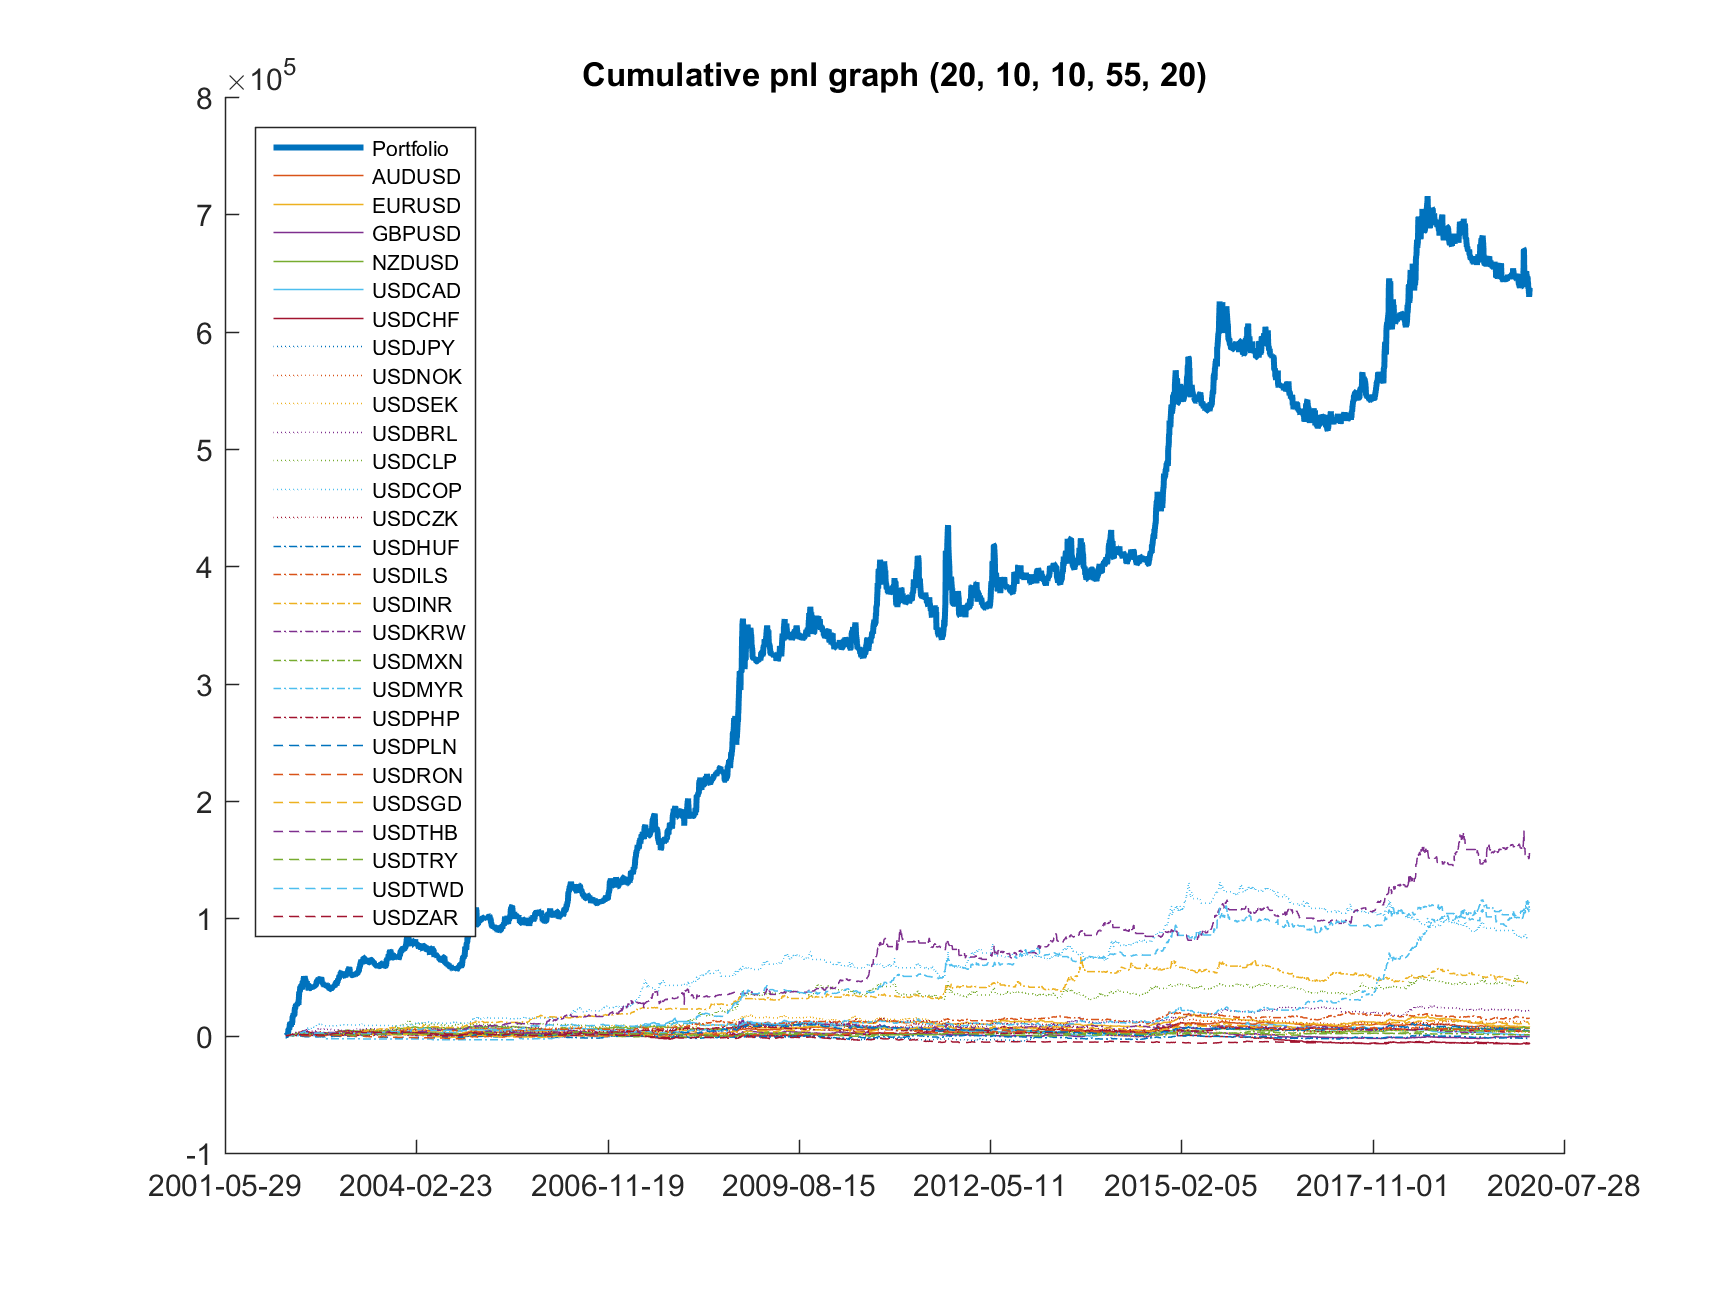 Cumulative pnl graph (20, 10, 10, 55, 20)
×10^5
8
7
6
5
4
3
2
1
0
-1
Portfolio
AUDUSD
EURUSD
GBPUSD
NZDUSD
USDCAD
USDCHF
USDJPY
USDNOK
USDSEK
USDBRL
USDCLP
USDCOP
USDCZK
USDHUF
USDILS
USDINR
USDKRW
USDMXN
USDMYR
USDPHP
USDPLN
USDRON
USDSGD
USDTHB
USDTRY
USDTWD
USDZAR
2001-05-29 2004-02-23 2006-11-19 2009-08-15 2012-05-11 2015-02-05 2017-11-01 2020-07-28